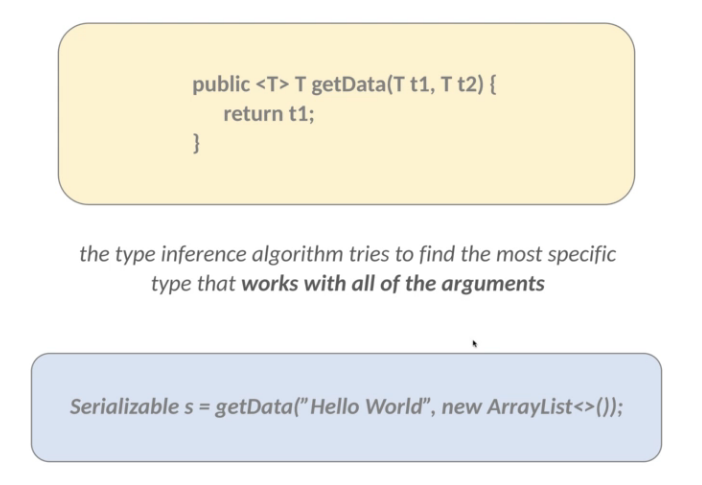 public <T> T getData(T t1, T t2) {
return t1;
}
the type inference algorithm tries to find the most specific
type that works with all of the arguments
Serializable s = getData(”Hello World”, new ArrayList<>());